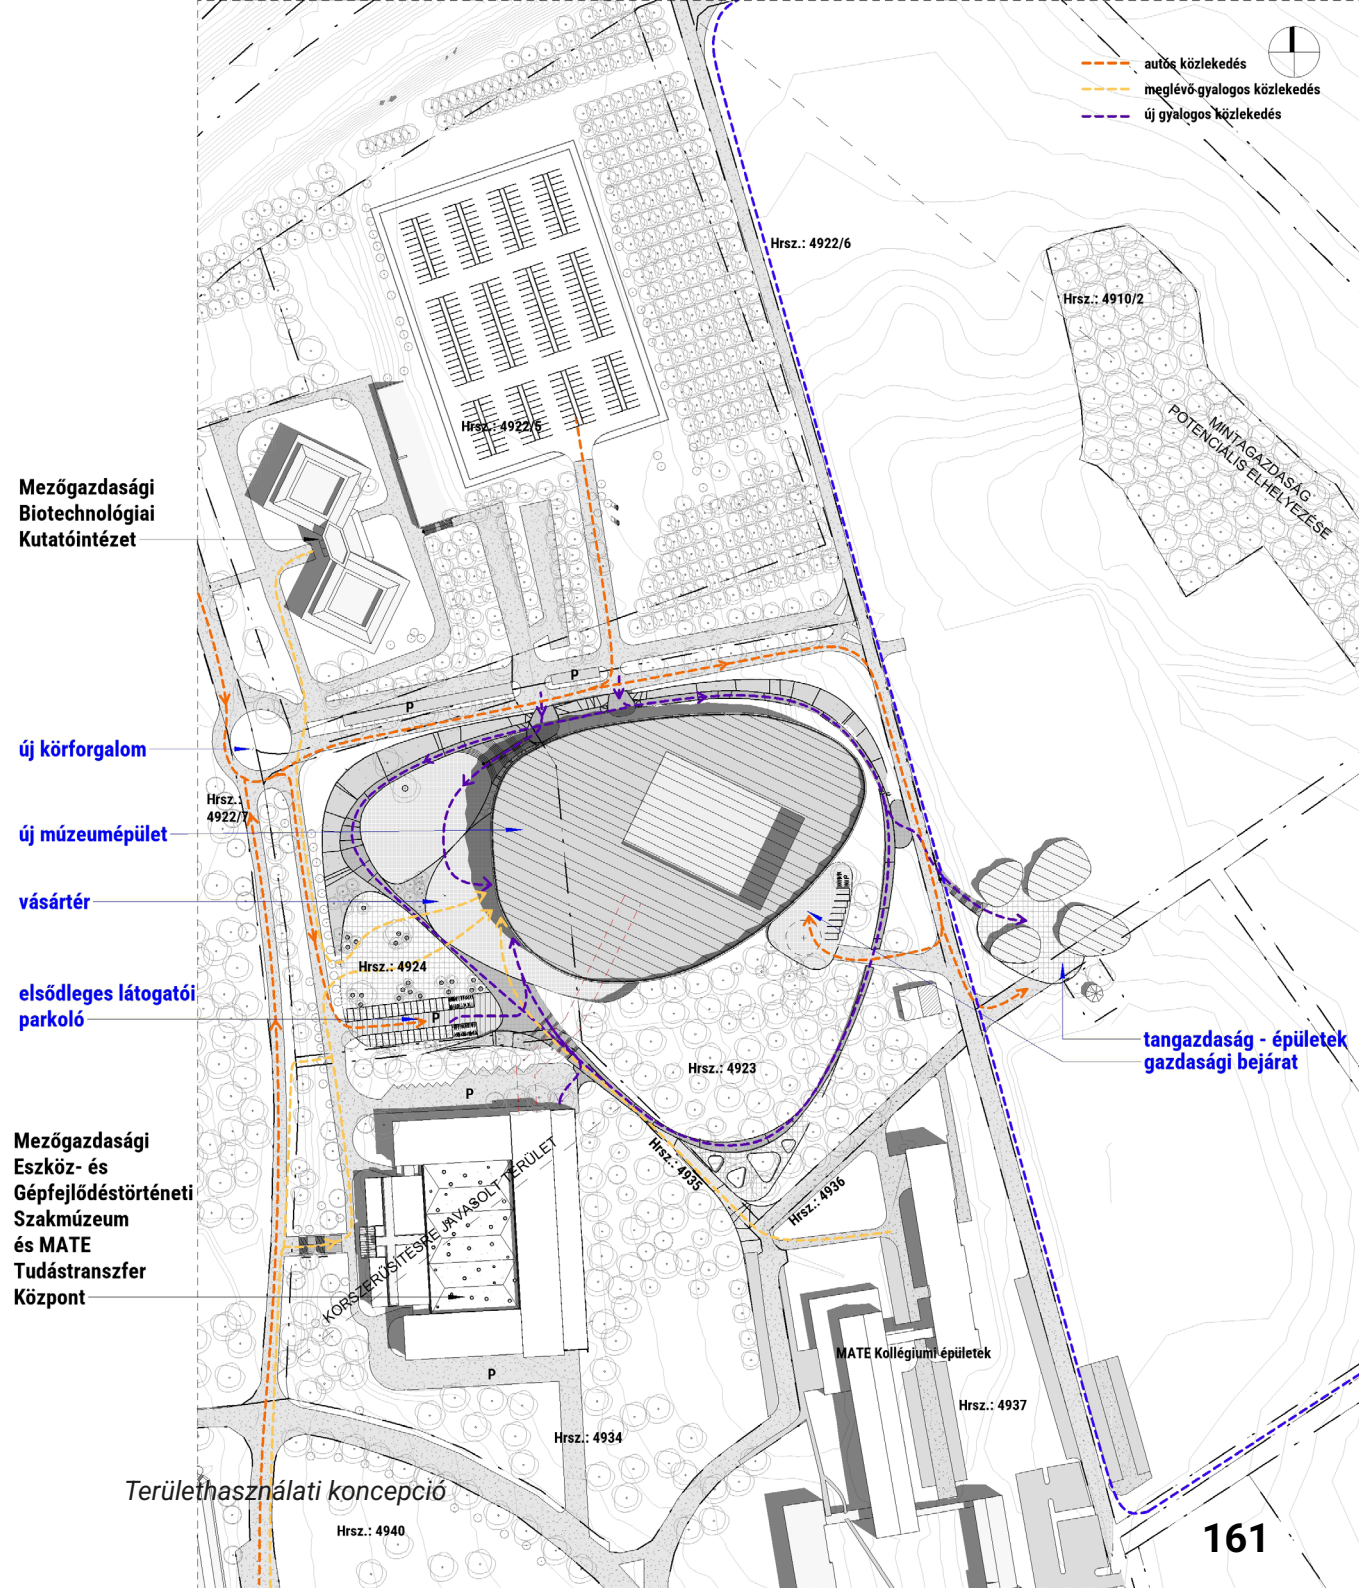 autós közlekedés
meglévő gyalogos közlekedés
új gyalogos közlekedés
Hrsz.: 4922/6
Hrsz.: 4910/2
MINTAGAZDASÁG
POTENCIÁLIS ELHELYEZÉSE
Hrsz.: 4922/5
Mezőgazdasági
Biotechnológiai
Kutatóintézet
P
P
új körforgalom
Hrsz.:
4922/7
új múzeumépület
P
vásártér
Hrsz.: 4924
elsődleges látogatói
parkoló
P
tangazdaság - épületek
gazdasági bejárat
Hrsz.: 4923
P
Mezőgazdasági
Eszköz- és
Gépfejlődéstörténeti
Szakmúzeum
és MATE
Tudástranszfer
Központ
KORSZERŰSÍTÉSRE JAVASOLT TERÜLET
Hrsz.: 4935
Hrsz.: 4936
MATE Kollégiumi épületek
P
Hrsz.: 4937
Hrsz.: 4934
Területhasználati koncepció
Hrsz.: 4940
161